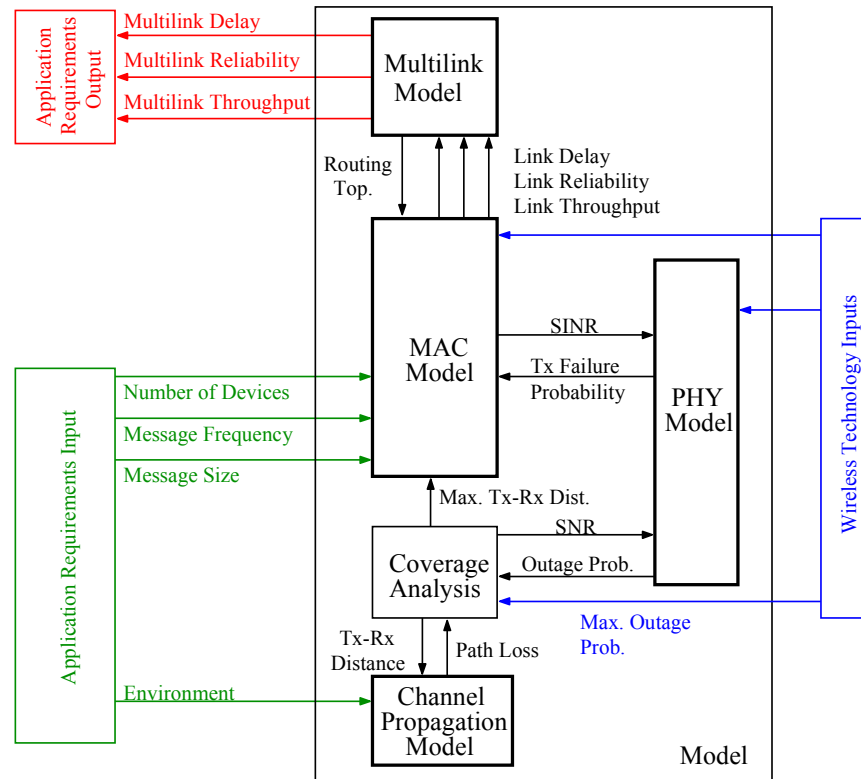 Application
Requirements
Output
Multilink Delay
Multilink Reliability
Multilink Throughput
Multilink
Model
Routing
Top.
Link Delay
Link Reliability
Link Throughput
MAC
Model
SINR
Tx Failure
Probability
PHY
Model
Wireless Technology Inputs
Application Requirements Input
Number of Devices
Message Frequency
Message Size
Max. Tx-Rx Dist.
SNR
Coverage
Analysis
Outage Prob.
Max. Outage
Prob.
Tx-Rx
Distance
Path Loss
Environment
Channel
Propagation
Model
Model